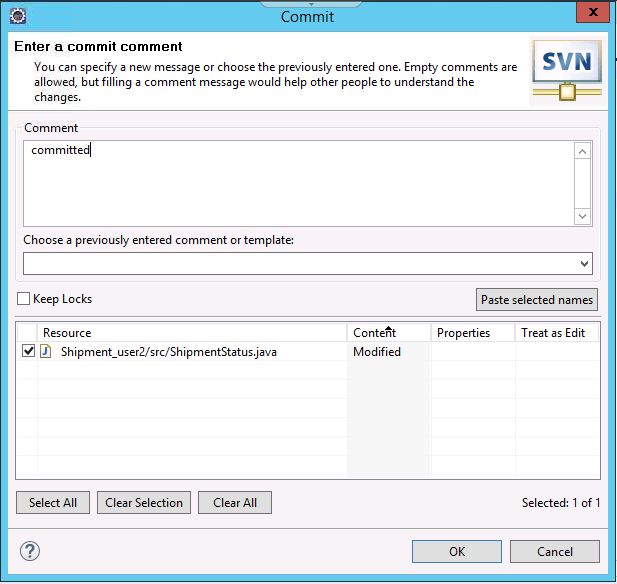 Commit
x
Enter a commit comment
You can specify a new message or choose the previously entered one. Empty comments are
allowed, but filling a comment message would help other people to understand the
changes.
SVN
Comment
committed
Choose a previously entered comment or template:
Keep Locks
Paste selected names
Resource Content Properties Treat as Edit
J Shipment_user2/src/ShipmentStatus.java Modified
Select All Clear Selection Clear All Selected: 1 of 1
? OK Cancel